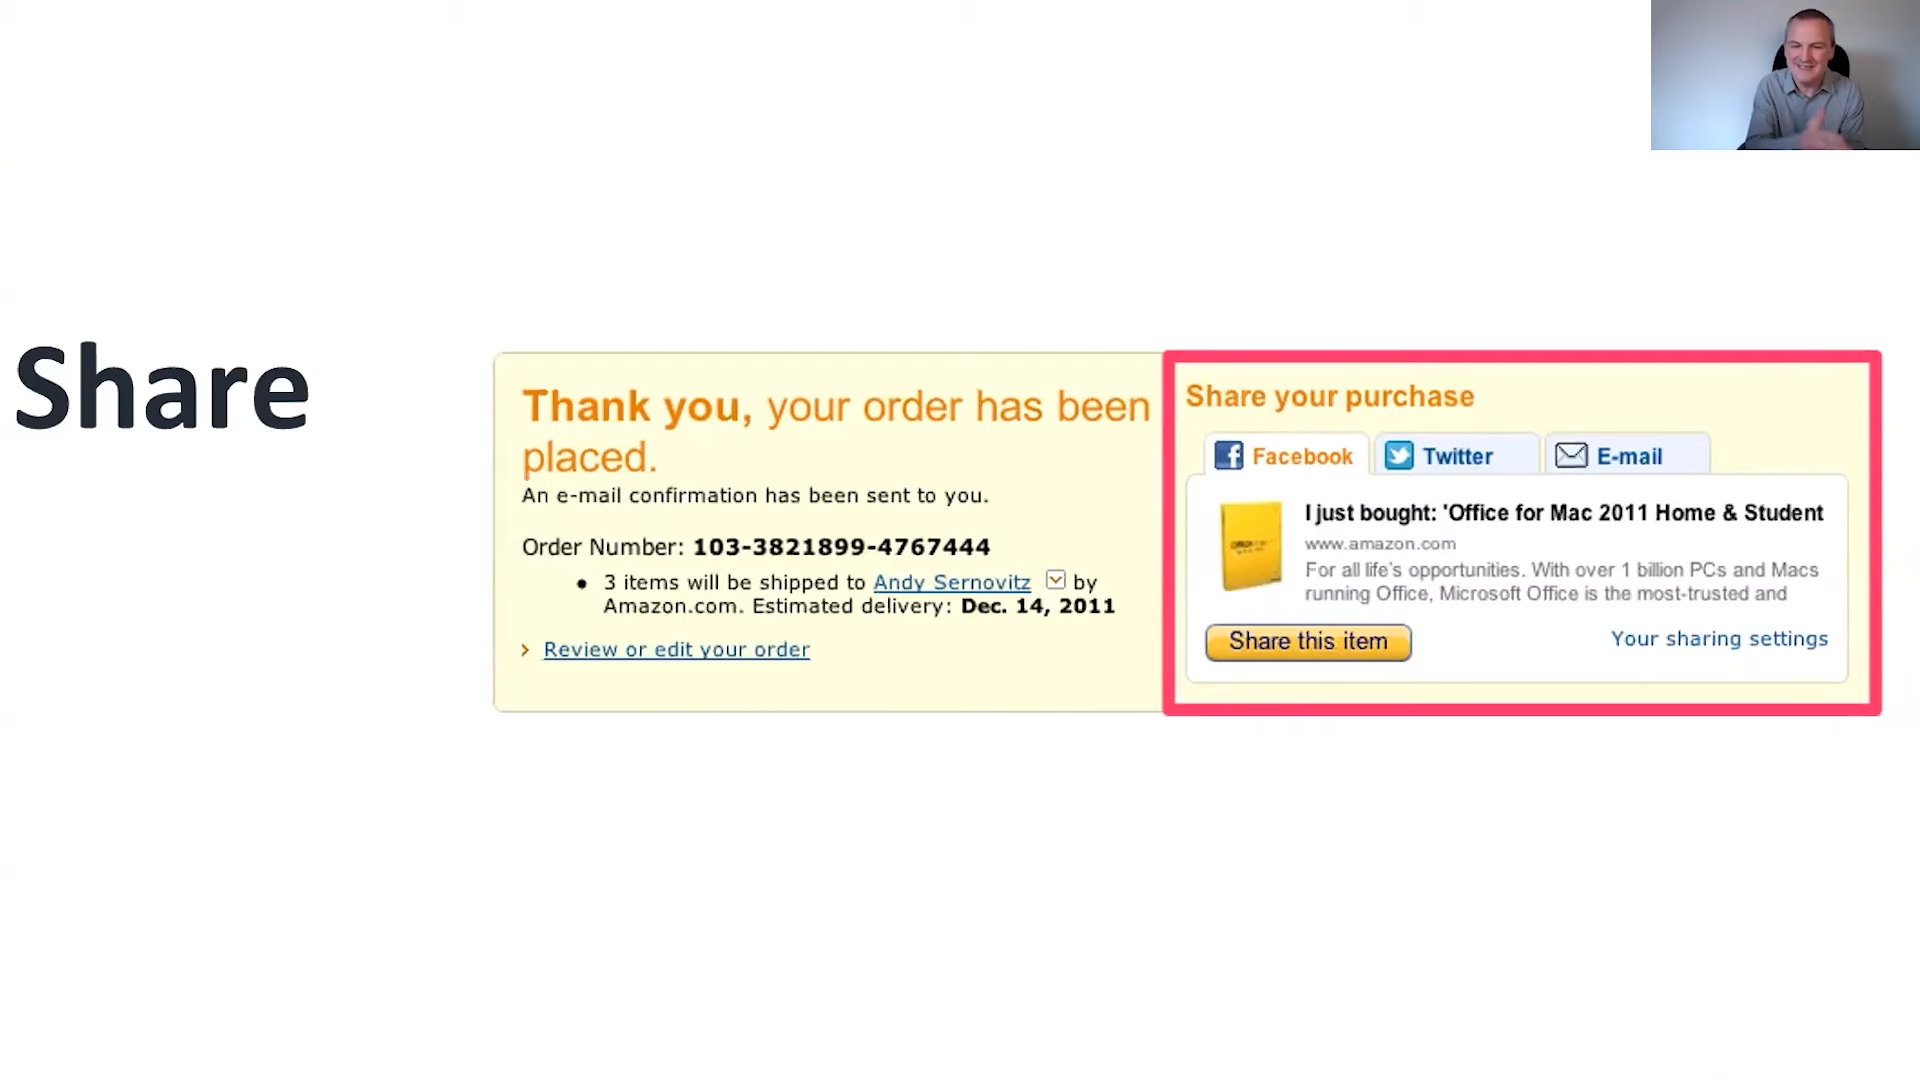 Share
Thank you, your order has been
placed.
An e-mail confirmation has been sent to you.
Order Number: 103-3821899-4767444
• 3 items will be shipped to Andy Sernovitz by
Amazon.com. Estimated delivery: Dec. 14, 2011
› Review or edit your order
Share your purchase
Facebook Twitter E-mail
I just bought: 'Office for Mac 2011 Home & Student
www.amazon.com
For all life's opportunities. With over 1 billion PCs and Macs
running Office, Microsoft Office is the most-trusted and
Share this item Your sharing settings